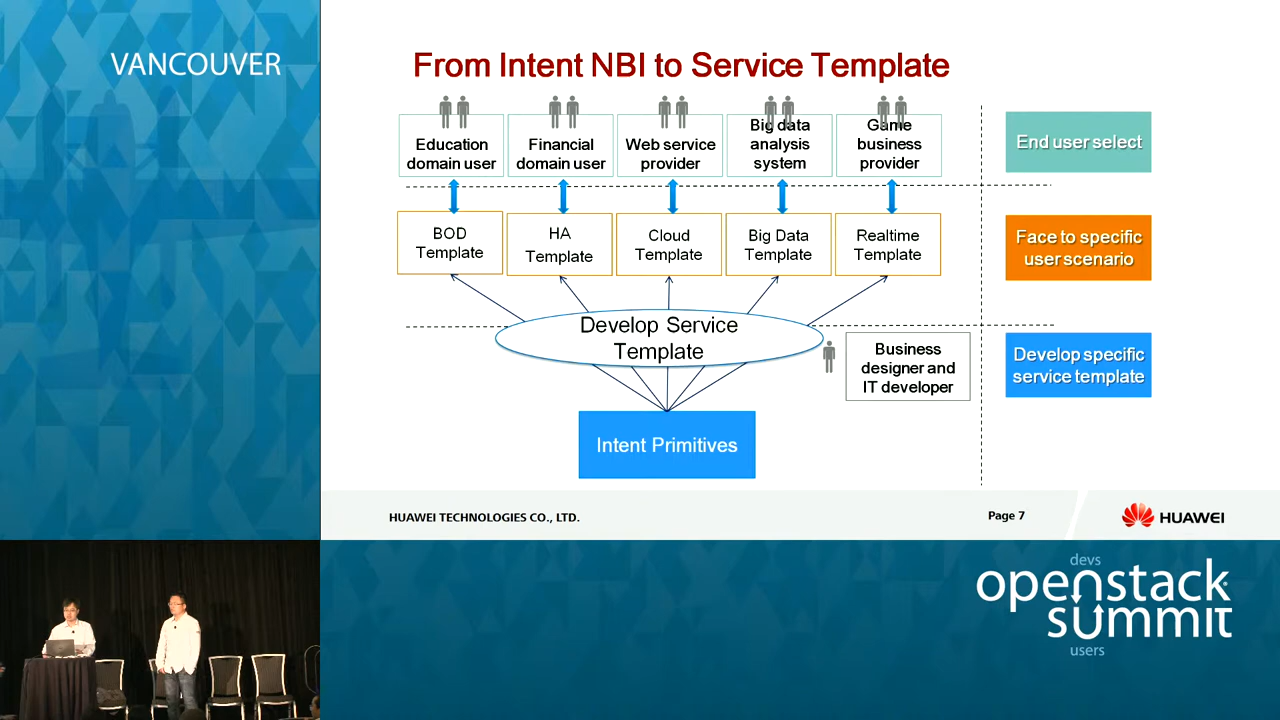 VANCOUVER
From Intent NBI to Service Template
Education
domain user
Financial
domain user
Web service
provider
Big data
analysis
system
Game
business
provider
End user select
BOD
Template
HA
Template
Cloud
Template
Big Data
Template
Realtime
Template
Face to specific
user scenario
Develop Service
Template
Business
designer and
IT developer
Develop specific
service template
Intent Primitives
HUAWEI TECHNOLOGIES CO., LTD.
Page 7
HUAWEI
devs
openstack
summit
users